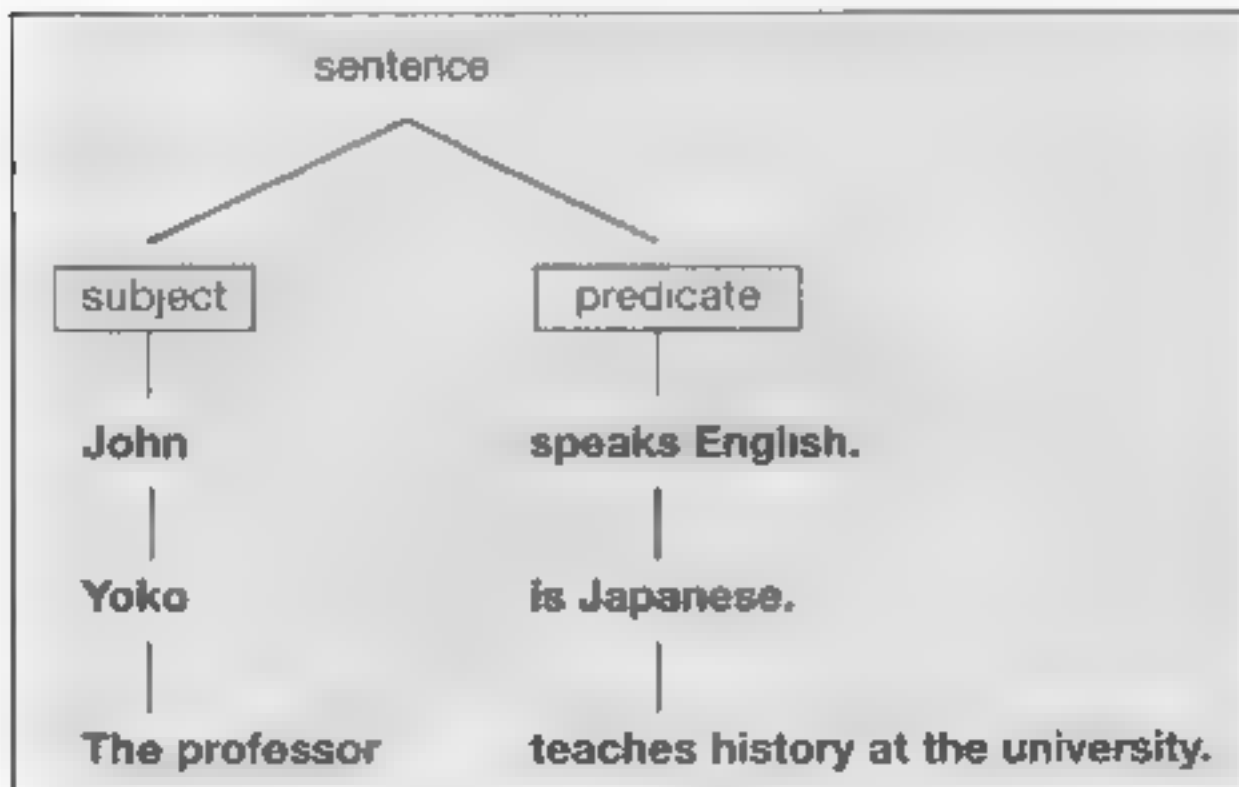 sentence
subject predicate
John speaks English.
Yoko is Japanese.
The professor teaches history at the university.